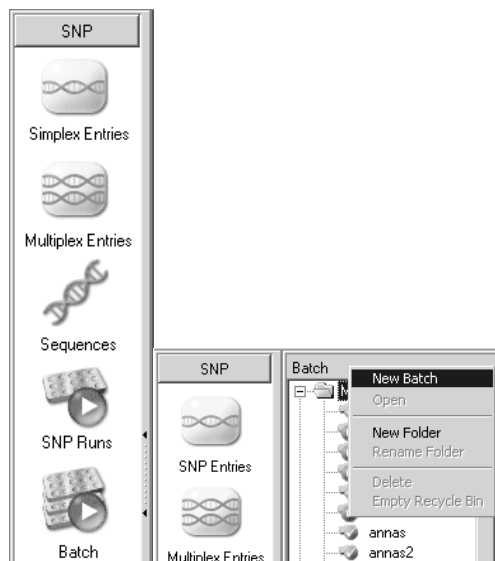 SNP
Simplex Entries
Multiplex Entries
Sequences
SNP Runs
Batch
SNP
SNP Entries
Multiplex Entries
Batch
New Batch
Open
New Folder
Rename Folder
Delete
Empty Recycle Bin
annas
annas2